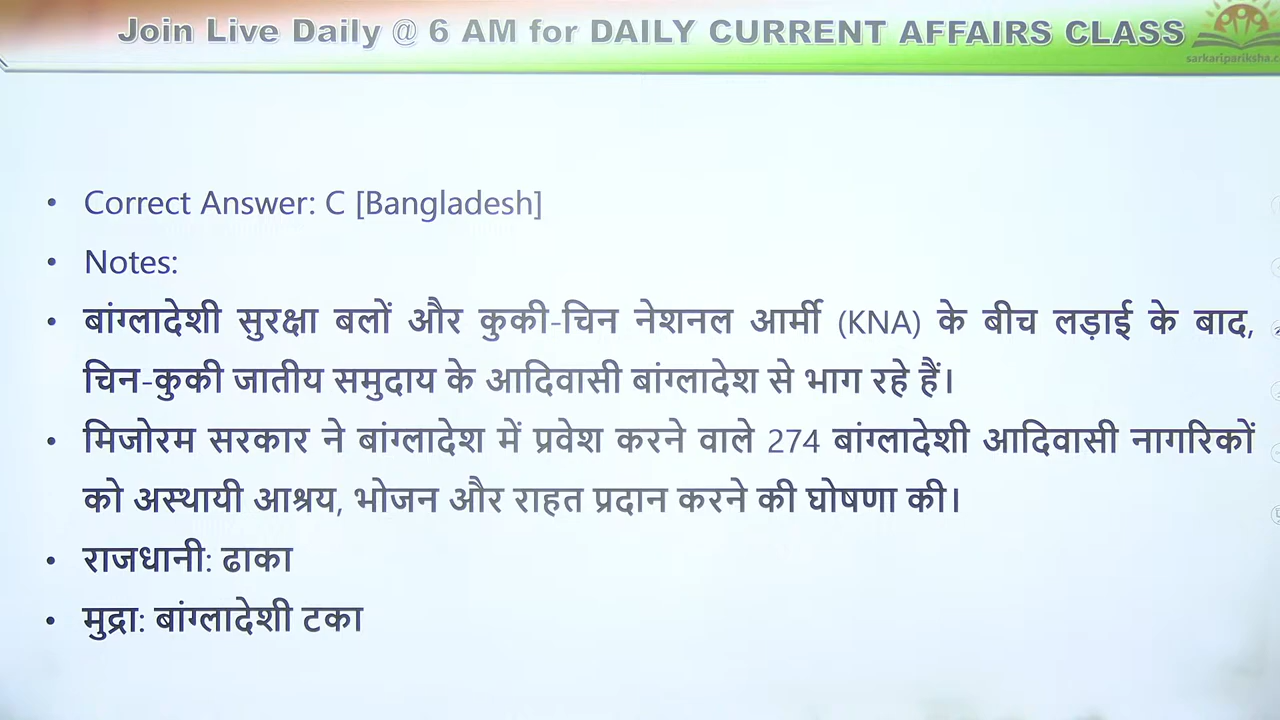 Join Live Daily @ 6 AM for DAILY CURRENT AFFAIRS CLASS
• Correct Answer: C [Bangladesh]
• Notes:
• बांग्लादेशी सुरक्षा बलों और कुकी-चिन नेशनल आर्मी (KNA) के बीच लड़ाई के बाद,
चिन-कुकी जातीय समुदाय के आदिवासी बांग्लादेश से भाग रहे हैं।
• मिजोरम सरकार ने बांग्लादेश में प्रवेश करने वाले 274 बांग्लादेशी आदिवासी नागरिकों
को अस्थायी आश्रय, भोजन और राहत प्रदान करने की घोषणा की।
• राजधानी: ढाका
• मुद्रा: बांग्लादेशी टका